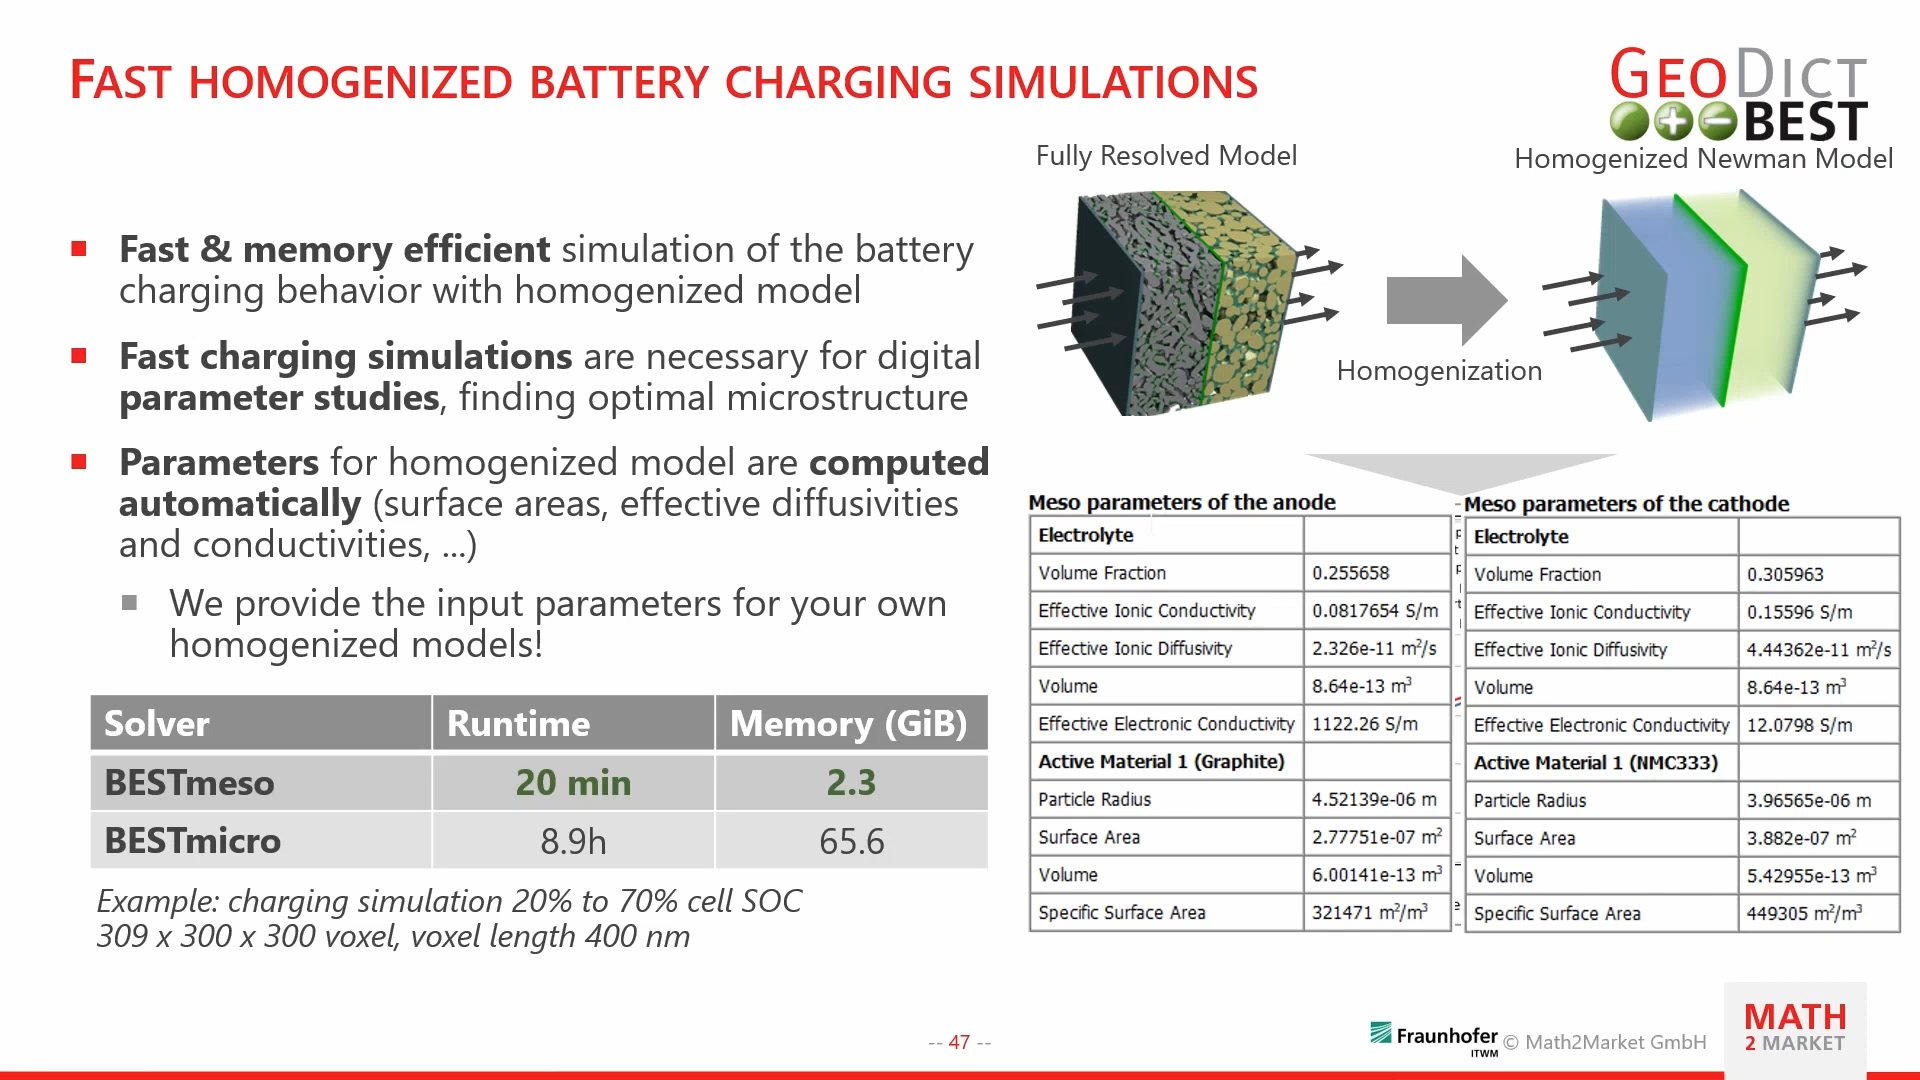 FAST HOMOGENIZED BATTERY CHARGING SIMULATIONS
GEODICT
BEST
Fully Resolved Model
Homogenized Newman Model
Homogenization
Fast & memory efficient simulation of the battery
charging behavior with homogenized model
Fast charging simulations are necessary for digital
parameter studies, finding optimal microstructure
Parameters for homogenized model are computed
automatically (surface areas, effective diffusivities
and conductivities, ...)
We provide the input parameters for your own
homogenized models!
Solver Runtime Memory (GiB)
BESTmeso 20 min 2.3
BESTmicro 8.9h 65.6
Example: charging simulation 20% to 70% cell SOC
309 x 300 x 300 voxel, voxel length 400 nm
Meso parameters of the anode
Electrolyte
Volume Fraction 0.255658
Effective Ionic Conductivity 0.0817654 S/m
Effective Ionic Diffusivity 2.326e-11 m²/s
Volume 8.64e-13 m³
Effective Electronic Conductivity 1122.26 S/m
Active Material 1 (Graphite)
Particle Radius 4.52139e-06 m
Surface Area 2.77751e-07 m²
Volume 6.00141e-13 m³
Specific Surface Area 321471 m²/m³
Meso parameters of the cathode
Electrolyte
Volume Fraction 0.305963
Effective Ionic Conductivity 0.15596 S/m
Effective Ionic Diffusivity 4.44362e-11 m²/s
Volume 8.64e-13 m³
Effective Electronic Conductivity 12.0798 S/m
Active Material 1 (NMC333)
Particle Radius 3.96565e-06 m
Surface Area 3.882e-07 m²
Volume 5.42955e-13 m³
Specific Surface Area 449305 m²/m³
-- 47 --
Fraunhofer
ITWM
© Math2Market GmbH
MATH
2 MARKET